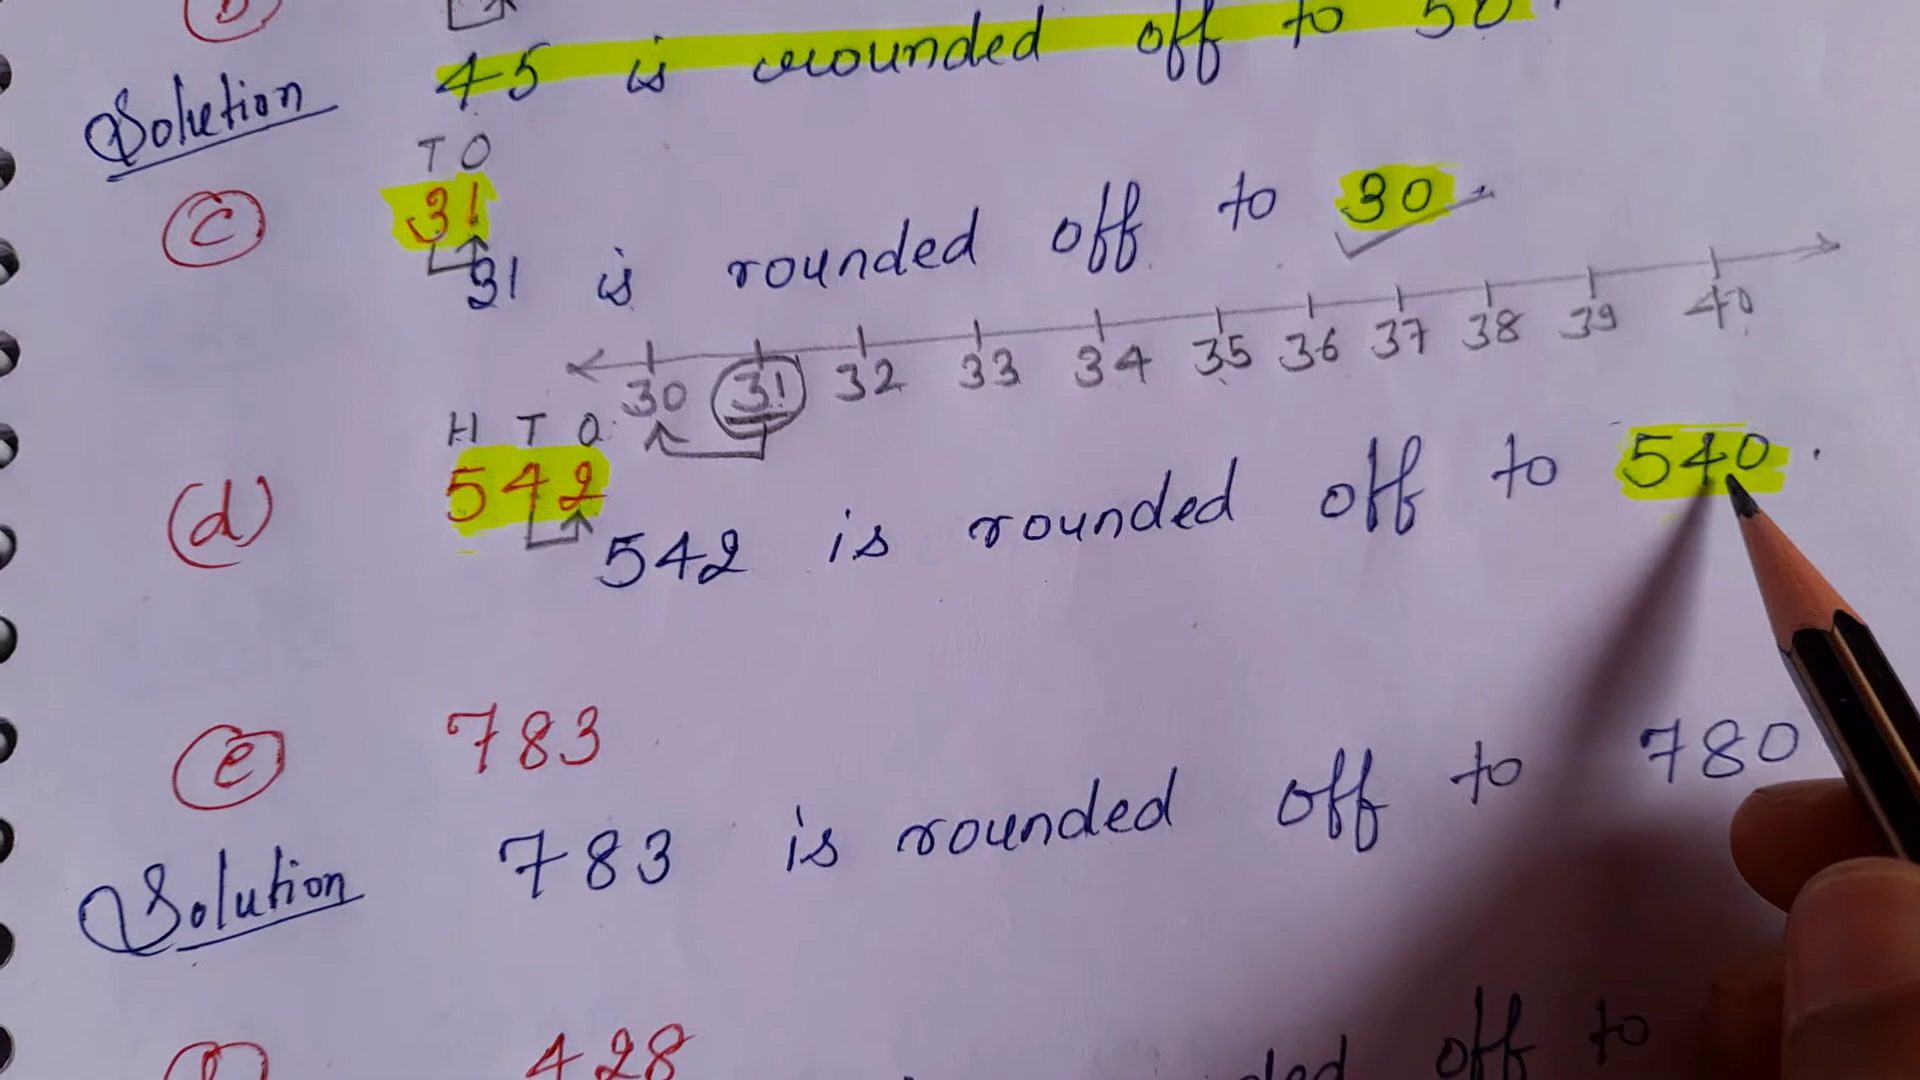 45 is rounded off to 50.
Solution
T O
(c) 31
31 is rounded off to 30.
30 31 32 33 34 35 36 37 38 39 40
H T O
(d) 542
542 is rounded off to 540.
(e) 783
783 is rounded off to 780
Solution
428
off to